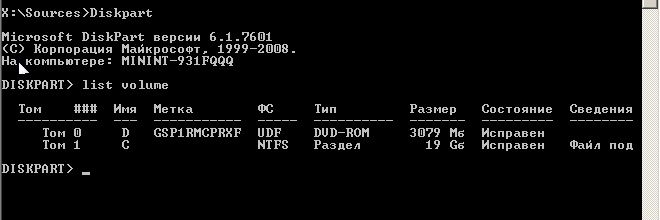 X:\Sources>Diskpart
Microsoft DiskPart версии 6.1.7601
(C) Корпорация Майкрософт, 1999-2008.
На компьютере: MININT-931FQQQ
DISKPART> list volume
Том ### Имя Метка ФС Тип Размер Состояние Сведения
---------- --- ----------- ----- ---------- ------- --------- --------
Том 0 D GSP1RMCPRXF UDF DVD-ROM 3079 Мб Исправен
Том 1 C NTFS Раздел 19 Gб Исправен Файл под
DISKPART> _